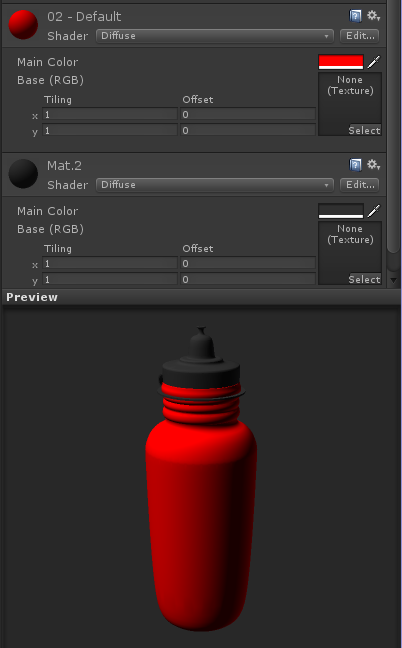 02 - Default
Shader Diffuse Edit...
Main Color
Base (RGB) None
(Texture)
Tiling Offset
x 1 0
y 1 0 Select
Mat.2
Shader Diffuse Edit...
Main Color
Base (RGB) None
(Texture)
Tiling Offset
x 1 0
y 1 0 Select
Preview